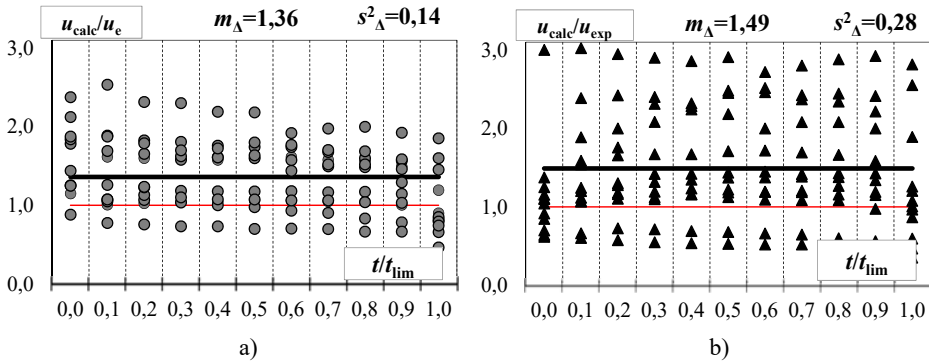 u_calc/u_e m_Δ=1,36 s²_Δ=0,14
3,0
2,0
1,0
0,0
t/t_lim
0,0 0,1 0,2 0,3 0,4 0,5 0,6 0,7 0,8 0,9 1,0
a)
u_calc/u_exp m_Δ=1,49 s²_Δ=0,28
3,0
2,0
1,0
0,0
t/t_lim
0,0 0,1 0,2 0,3 0,4 0,5 0,6 0,7 0,8 0,9 1,0
b)